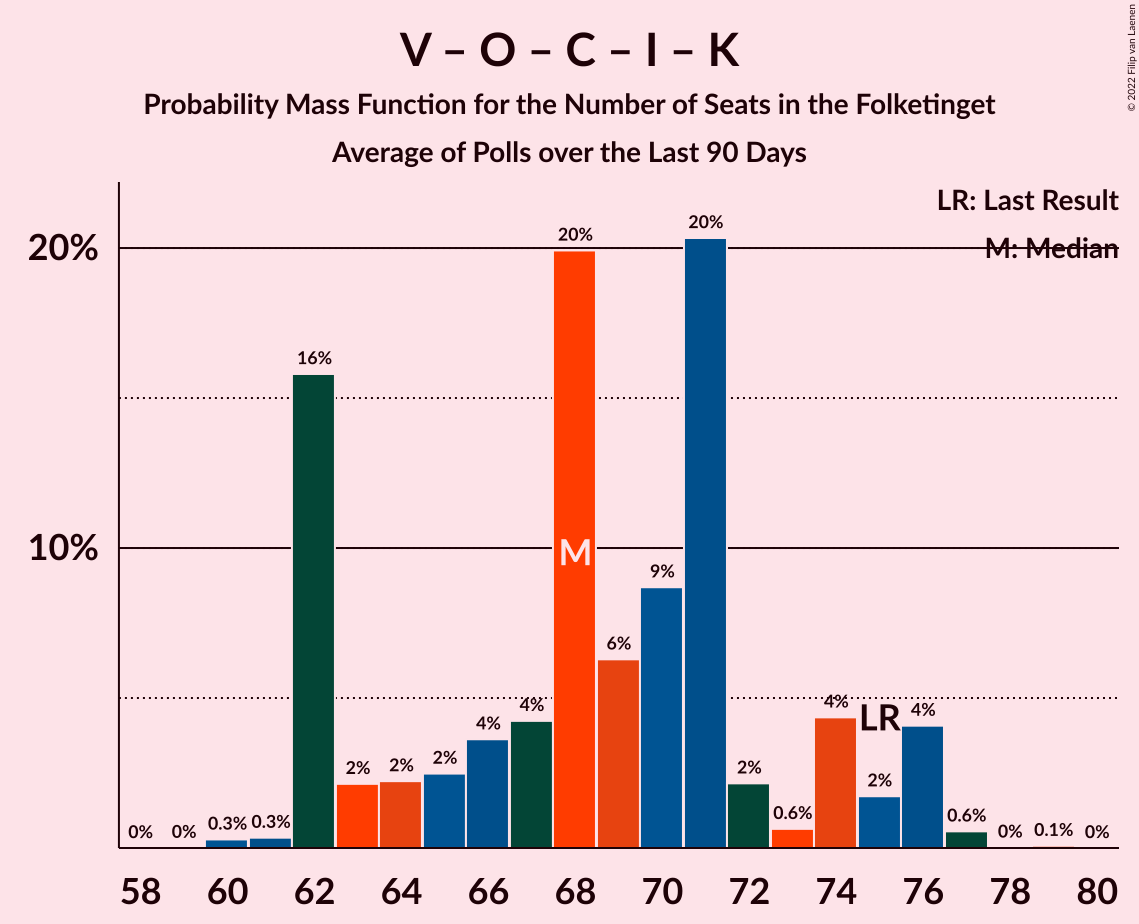 V – O – C – I – K
Probability Mass Function for the Number of Seats in the Folketinget
Average of Polls over the Last 90 Days
© 2022 Filip van Laenen
LR: Last Result
M: Median
20%
10%
0%
0%
0.3%
0.3%
16%
2%
2%
2%
4%
4%
20%
6%
9%
20%
2%
0.6%
4%
2%
4%
0.6%
0%
0.1%
0%
M
LR
58 60 62 64 66 68 70 72 74 76 78 80